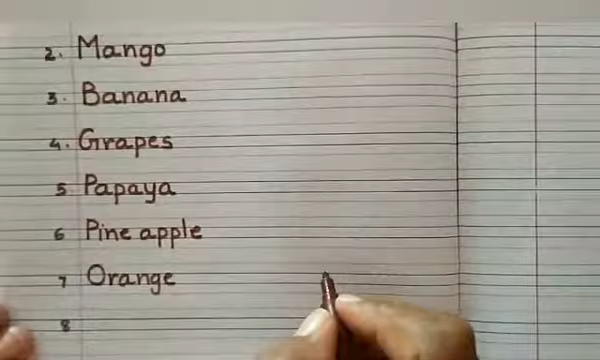 2. Mango
3. Banana
4. Grapes
5 Papaya
6 Pine apple
7 Orange
8